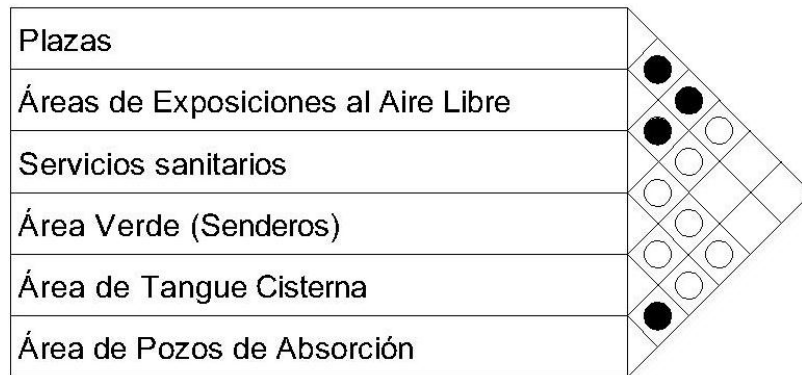 Plazas
Áreas de Exposiciones al Aire Libre
Servicios sanitarios
Área Verde (Senderos)
Área de Tangue Cisterna
Área de Pozos de Absorción